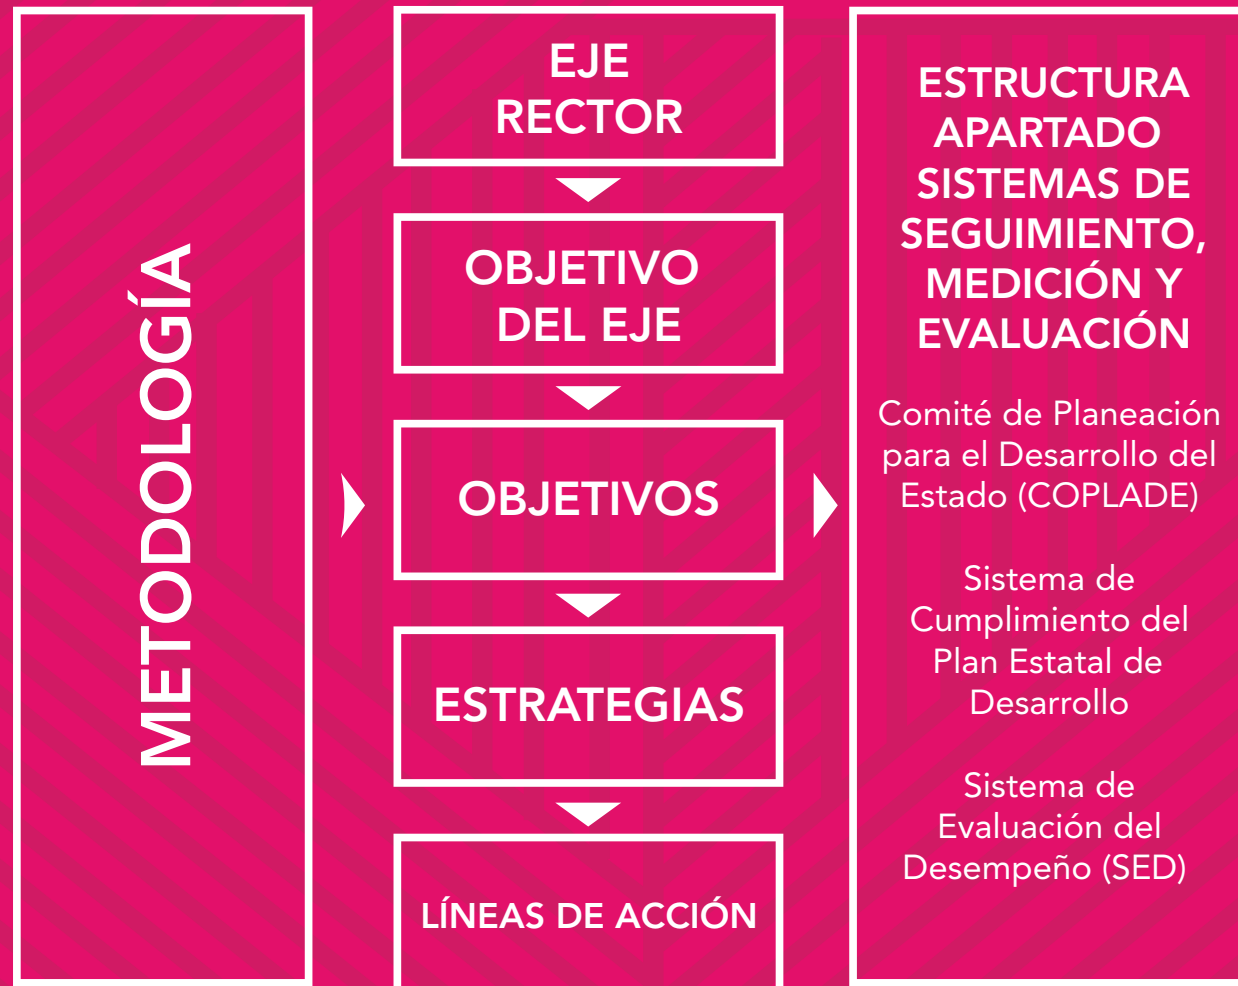 METODOLOGÍA
EJE
RECTOR
OBJETIVO
DEL EJE
OBJETIVOS
ESTRATEGIAS
LÍNEAS DE ACCIÓN
ESTRUCTURA
APARTADO
SISTEMAS DE
SEGUIMIENTO,
MEDICIÓN Y
EVALUACIÓN
Comité de Planeación
para el Desarrollo del
Estado (COPLADE)
Sistema de
Cumplimiento del
Plan Estatal de
Desarrollo
Sistema de
Evaluación del
Desempeño (SED)